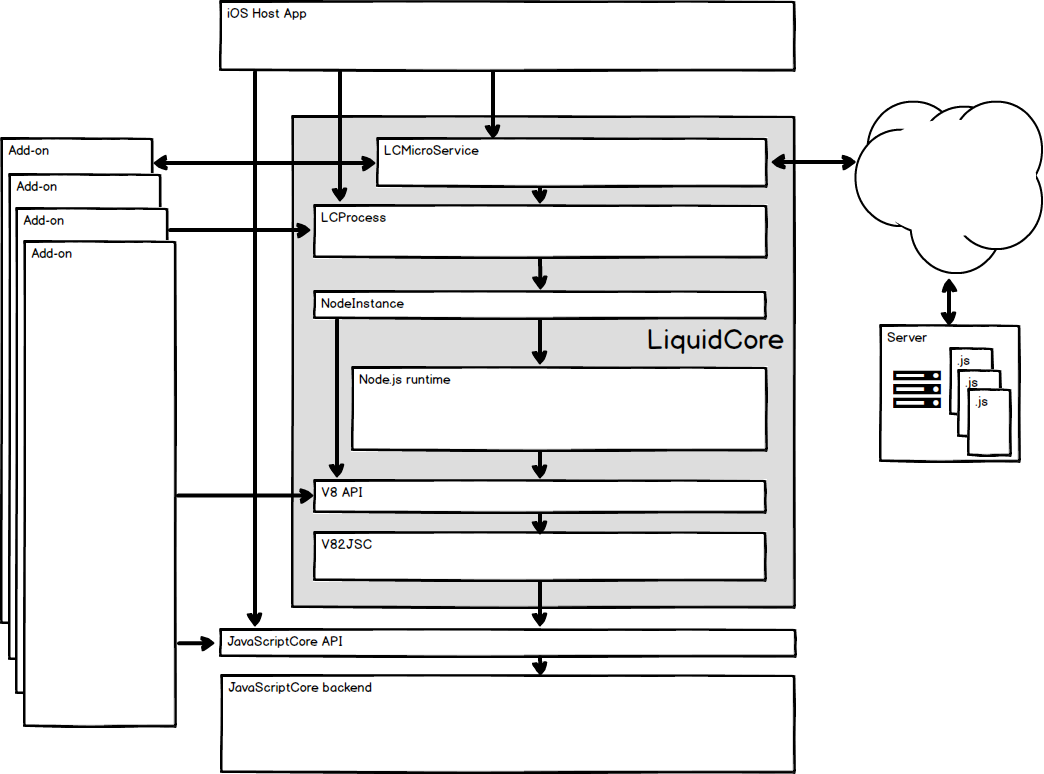 iOS Host App
Add-on
Add-on
Add-on
Add-on
LCMicroService
LCProcess
NodeInstance
LiquidCore
Node.js runtime
V8 API
V82JSC
JavaScriptCore API
JavaScriptCore backend
Server
.js
.js
.js